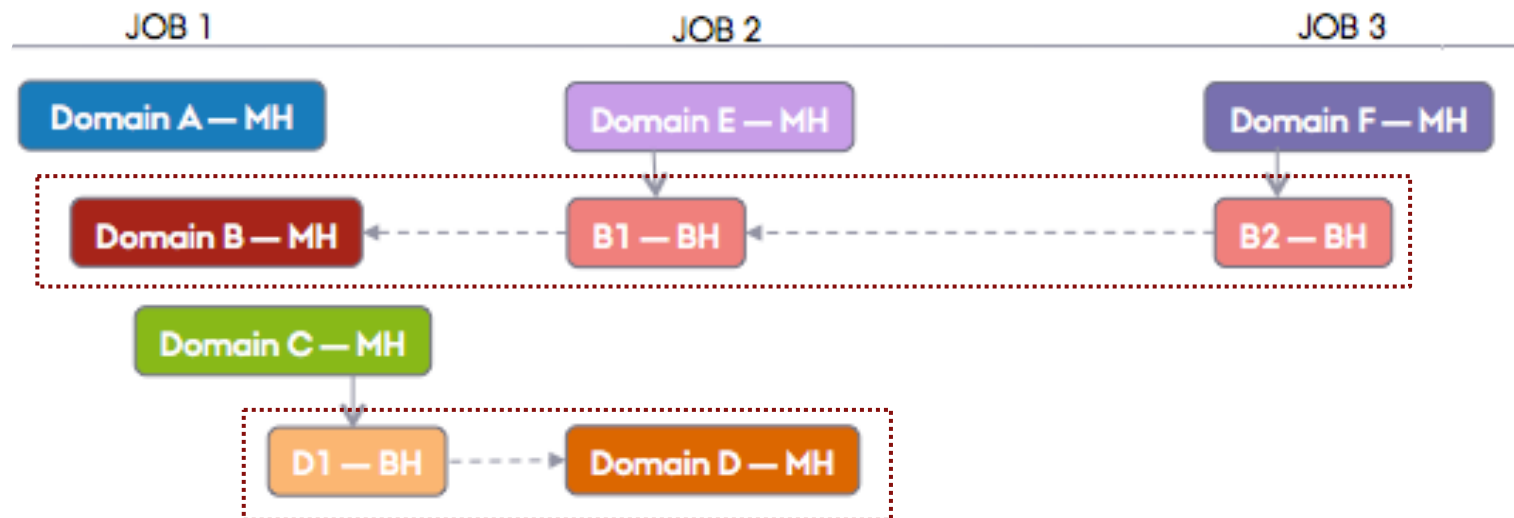 JOB 1
JOB 2
JOB 3
Domain A — MH
Domain E — MH
Domain F — MH
Domain B — MH
B1 — BH
B2 — BH
Domain C — MH
D1 — BH
Domain D — MH